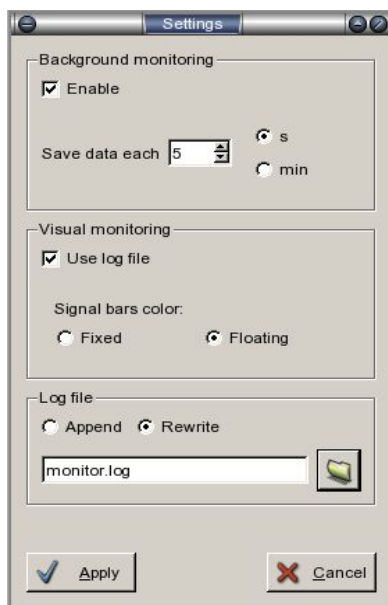 Settings
Background monitoring
Enable
s
Save data each 5
min
Visual monitoring
Use log file
Signal bars color:
Fixed Floating
Log file
Append Rewrite
monitor.log
Apply Cancel